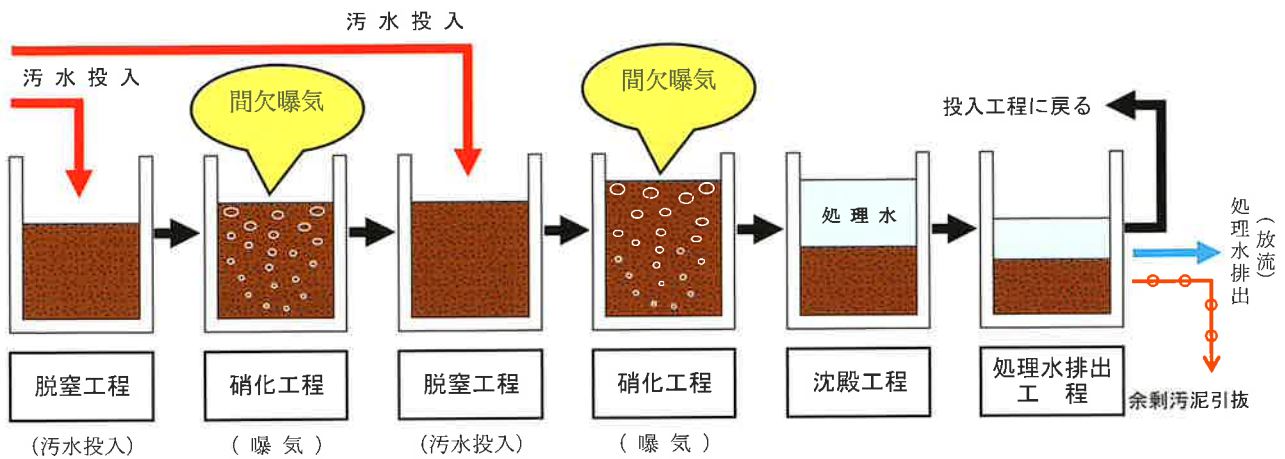 汚水投入
汚水投入
間欠曝気
間欠曝気
投入工程に戻る
処理水
処理水排出
(放流)
余剰汚泥引抜
脱窒工程
硝化工程
脱窒工程
硝化工程
沈殿工程
処理水排出
工程
(汚水投入)
(曝気)
(汚水投入)
(曝気)